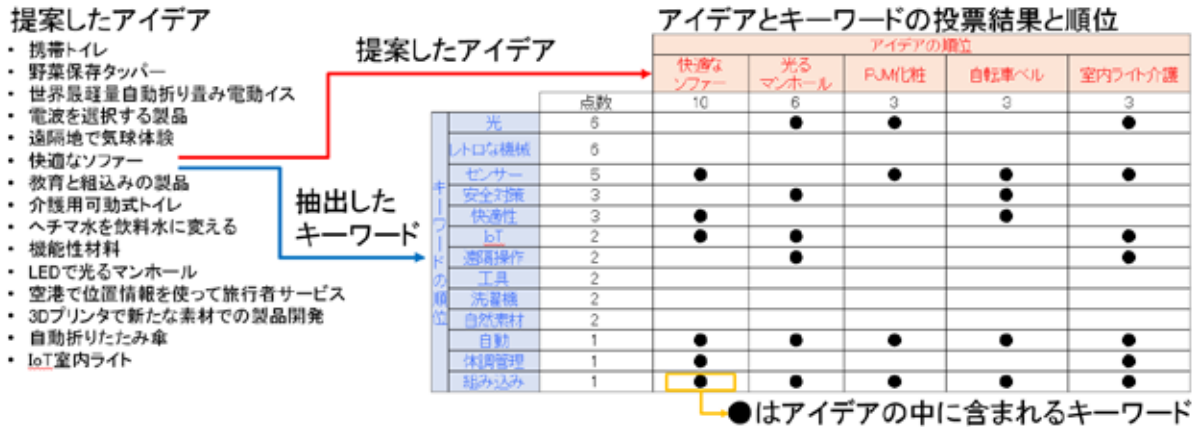 提案したアイデア
・ 携帯トイレ
・ 野菜保存タッパー
・ 世界最軽量自動折り畳み電動イス
・ 電波を選択する製品
・ 遠隔地で気球体験
・ 快適なソファー
・ 教育と組込みの製品
・ 介護用可動式トイレ
・ ヘチマ水を飲料水に変える
・ 機能性材料
・ LEDで光るマンホール
・ 空港で位置情報を使って旅行者サービス
・ 3Dプリンタで新たな素材での製品開発
・ 自動折りたたみ傘
・ IoT室内ライト
提案したアイデア
抽出した
キーワード
アイデアとキーワードの投票結果と順位
アイデアの順位
快適な
ソファー
光る
マンホール
PJM化粧
自転車ベル
室内ライト介護
点数 10 6 3 3 3
キーワードの順位
光 6 ● ● ●
レトロな機械 6
センサー 5 ● ● ● ●
安全対策 3 ● ●
快適性 3 ● ●
IoT 2 ● ● ●
遠隔操作 2 ● ●
工具 2
洗濯機 2
自然素材 2
自動 1 ● ● ● ● ●
体調管理 1 ● ●
組み込み 1 ● ● ● ● ●
●はアイデアの中に含まれるキーワード